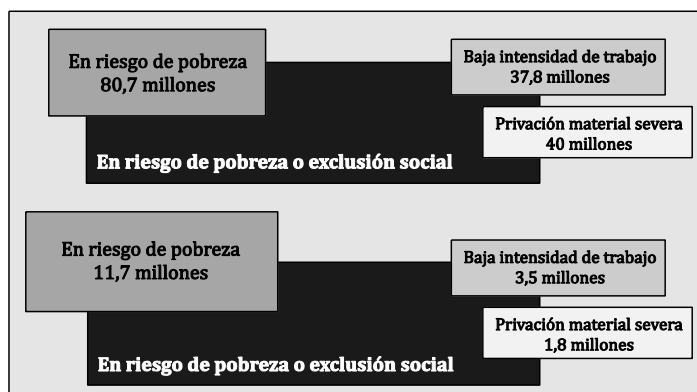 En riesgo de pobreza
80,7 millones
Baja intensidad de trabajo
37,8 millones
Privación material severa
40 millones
En riesgo de pobreza o exclusión social
En riesgo de pobreza
11,7 millones
Baja intensidad de trabajo
3,5 millones
Privación material severa
1,8 millones
En riesgo de pobreza o exclusión social